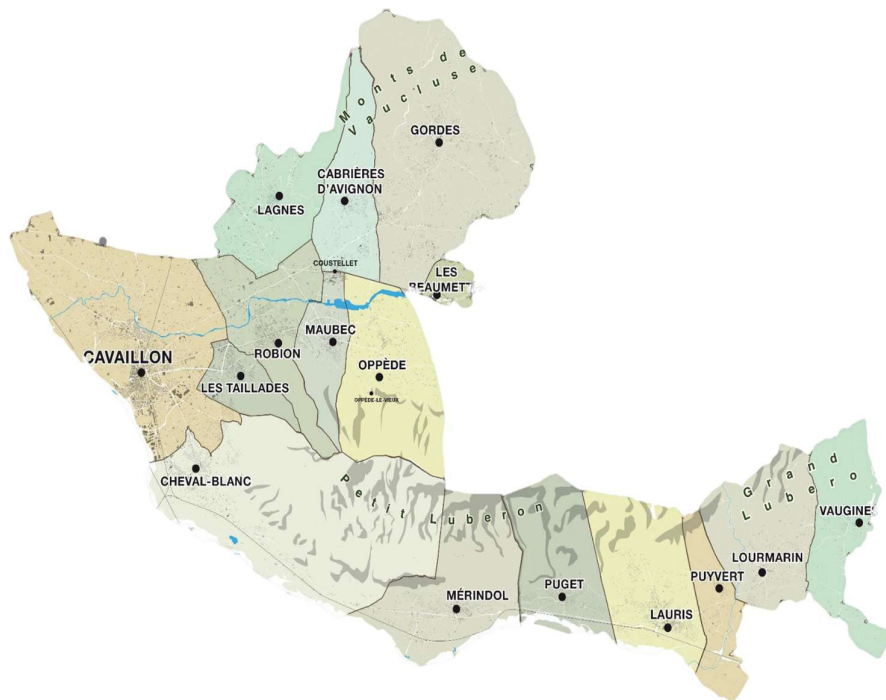 Monts de
Vaucluse
GORDES
CABRIÈRES
D'AVIGNON
LAGNES
COUSTELLET
LES
BEAUMETT
MAUBEC
ROBION
CAVAILLON
OPPÈDE
LES TAILLADES
OPPÈDE-LE-VIEUX
CHEVAL-BLANC
Petit Luberon
Grand
Lubero
VAUGINES
LOURMARIN
PUYVERT
PUGET
MÉRINDOL
LAURIS